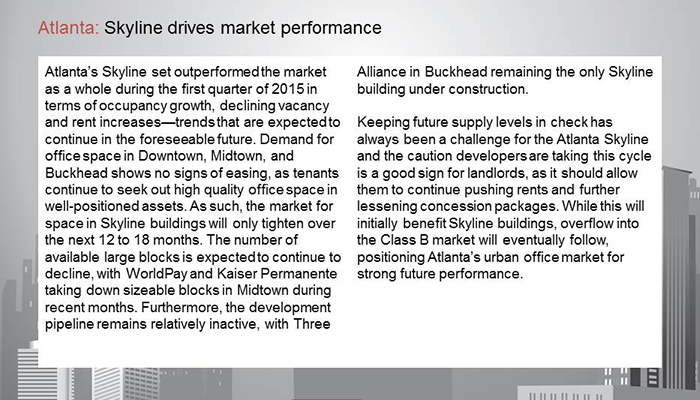 Atlanta: Skyline drives market performance
Atlanta's Skyline set outperformed the market
as a whole during the first quarter of 2015 in
terms of occupancy growth, declining vacancy
and rent increases—trends that are expected to
continue in the foreseeable future. Demand for
office space in Downtown, Midtown, and
Buckhead shows no signs of easing, as tenants
continue to seek out high quality office space in
well-positioned assets. As such, the market for
space in Skyline buildings will only tighten over
the next 12 to 18 months. The number of
available large blocks is expected to continue to
decline, with WorldPay and Kaiser Permanente
taking down sizeable blocks in Midtown during
recent months. Furthermore, the development
pipeline remains relatively inactive, with Three
Alliance in Buckhead remaining the only Skyline
building under construction.
Keeping future supply levels in check has
always been a challenge for the Atlanta Skyline
and the caution developers are taking this cycle
is a good sign for landlords, as it should allow
them to continue pushing rents and further
lessening concession packages. While this will
initially benefit Skyline buildings, overflow into
the Class B market will eventually follow,
positioning Atlanta's urban office market for
strong future performance.